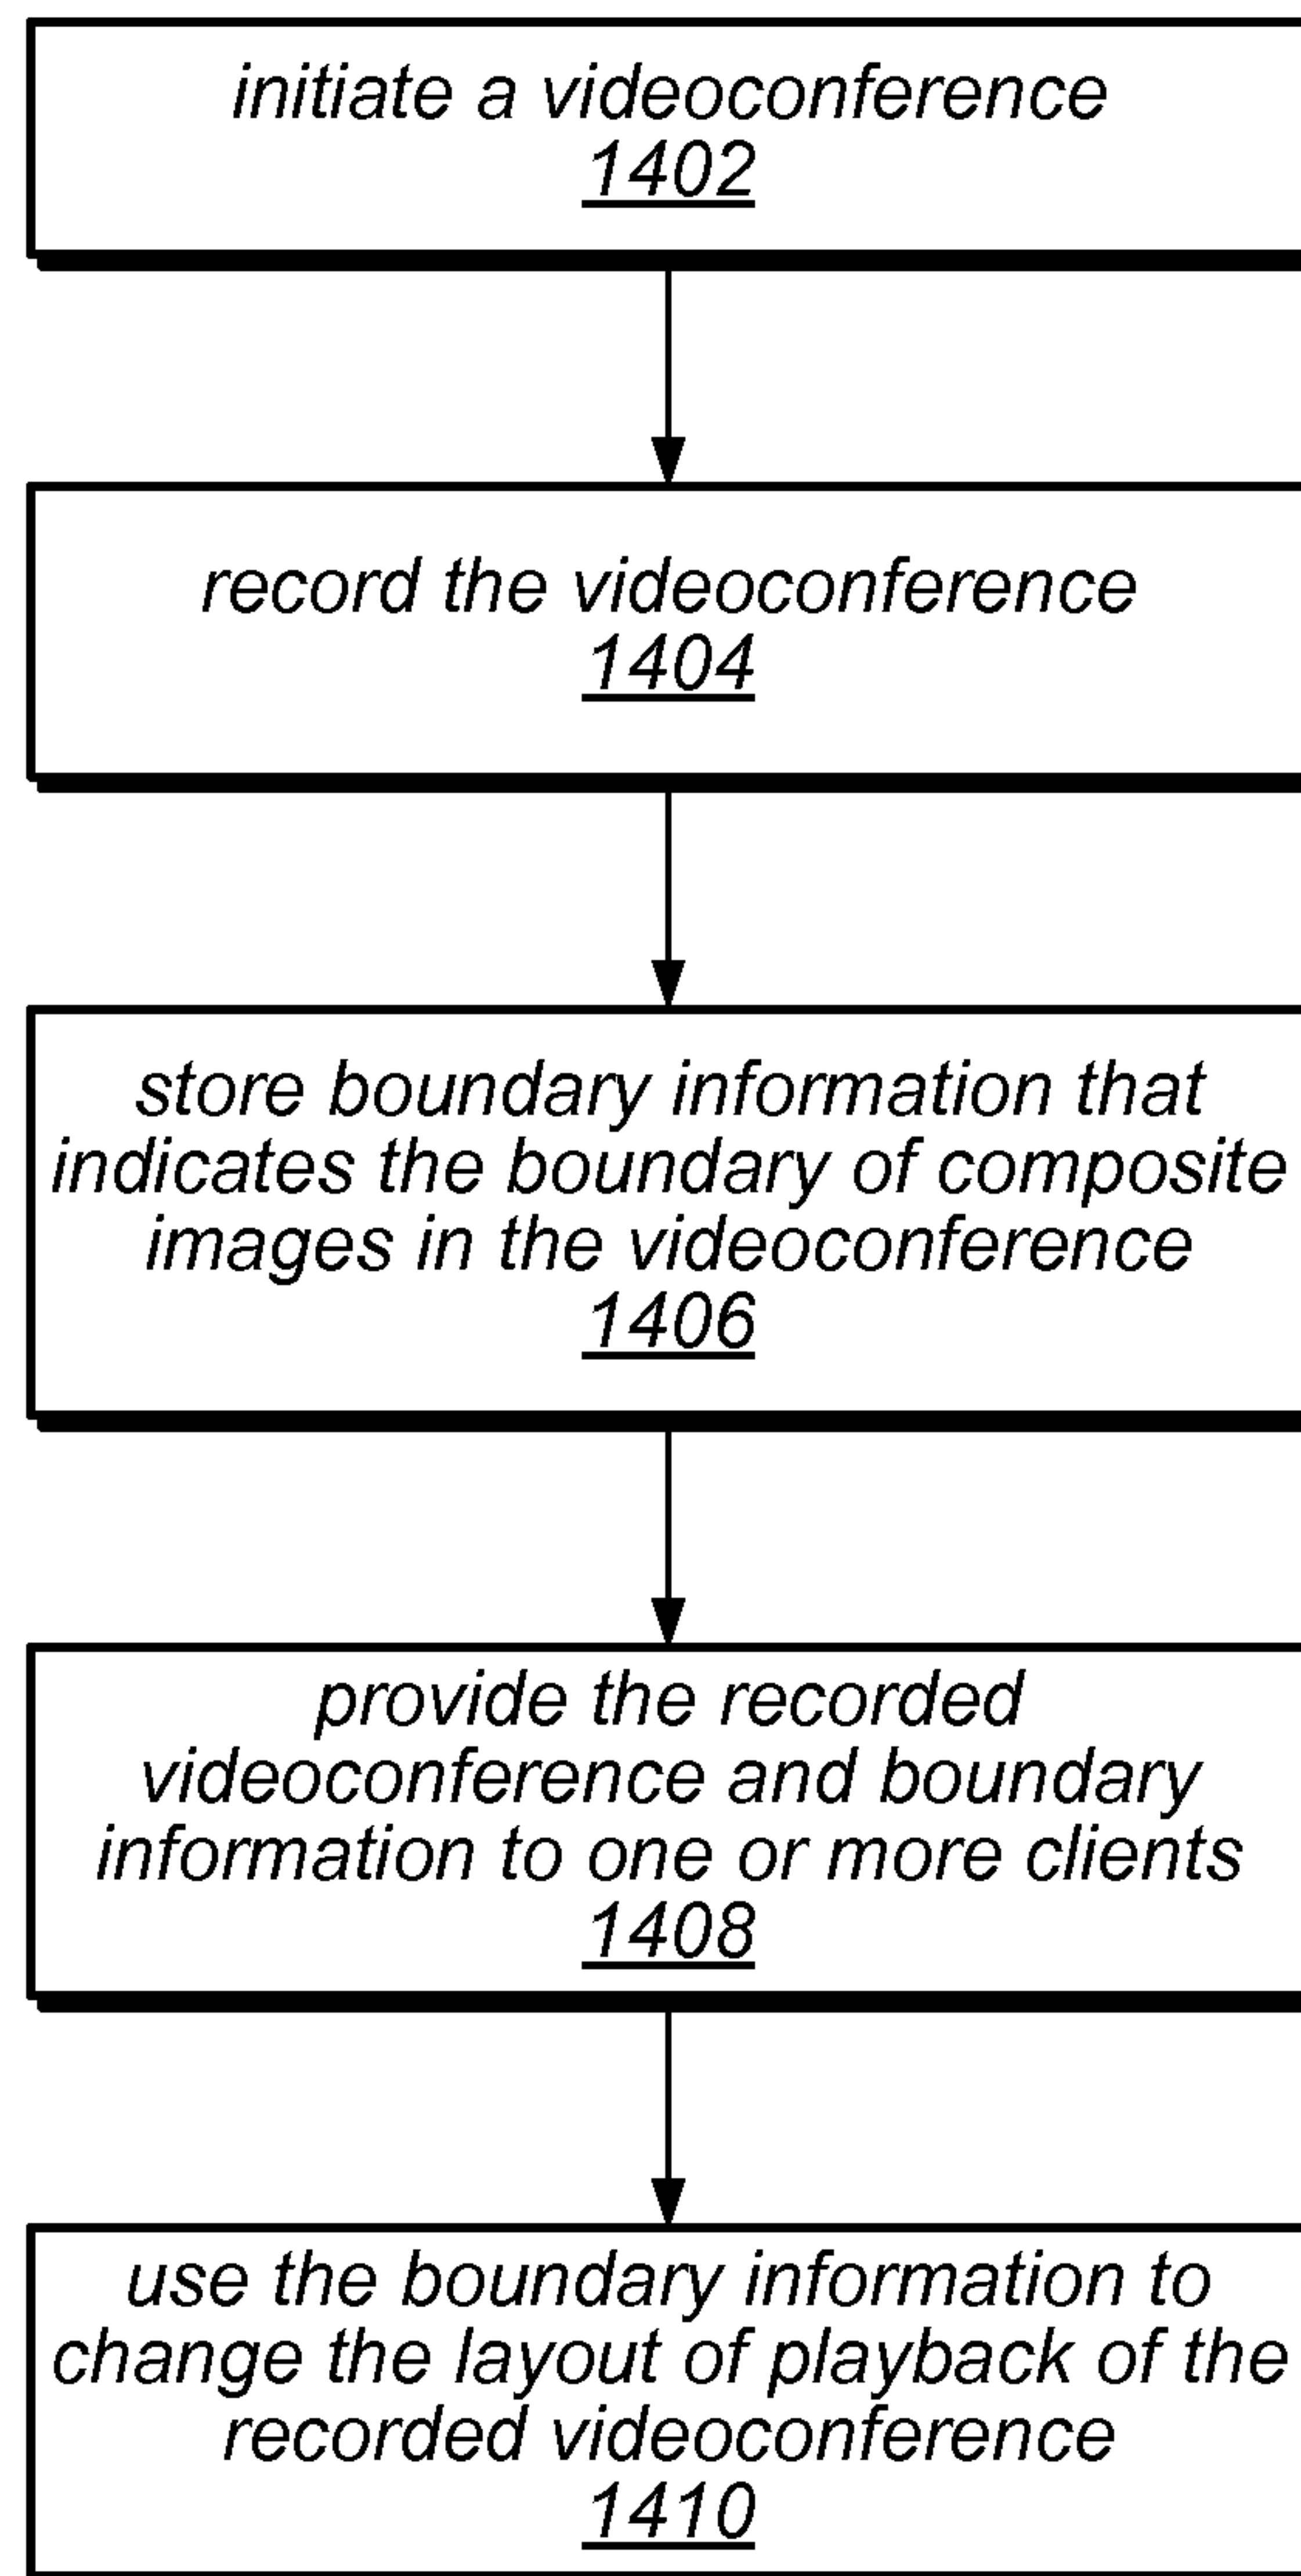 initiate a videoconference
1402
record the videoconference
1404
store boundary information that
indicates the boundary of composite
images in the videoconference
1406
provide the recorded
videoconference and boundary
information to one or more clients
1408
use the boundary information to
change the layout of playback of the
recorded videoconference
1410